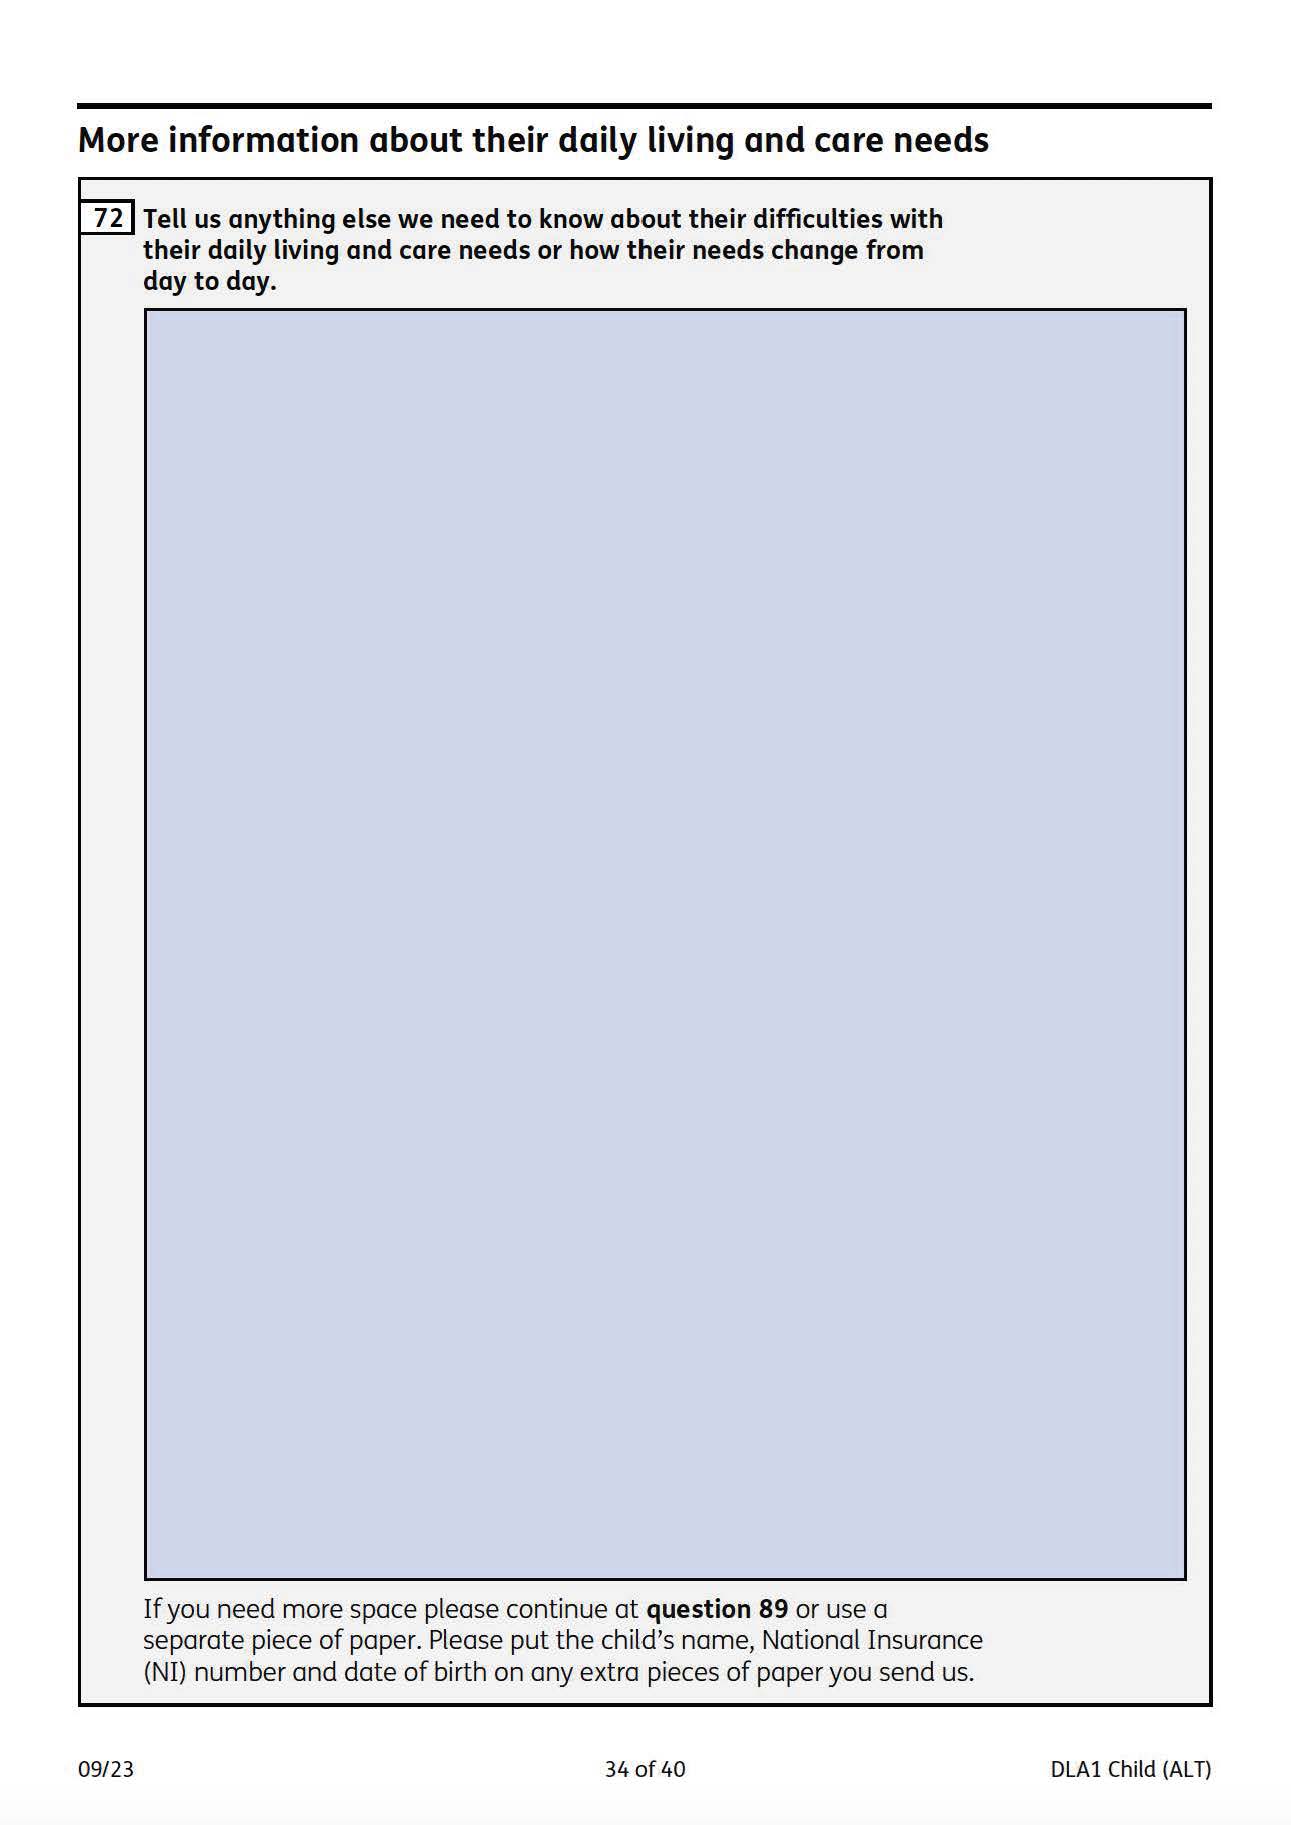 More information about their daily living and care needs
72 Tell us anything else we need to know about their difficulties with
their daily living and care needs or how their needs change from
day to day.
If you need more space please continue at question 89 or use a
separate piece of paper. Please put the child's name, National Insurance
(NI) number and date of birth on any extra pieces of paper you send us.
09/23 34 of 40 DLA1 Child (ALT)